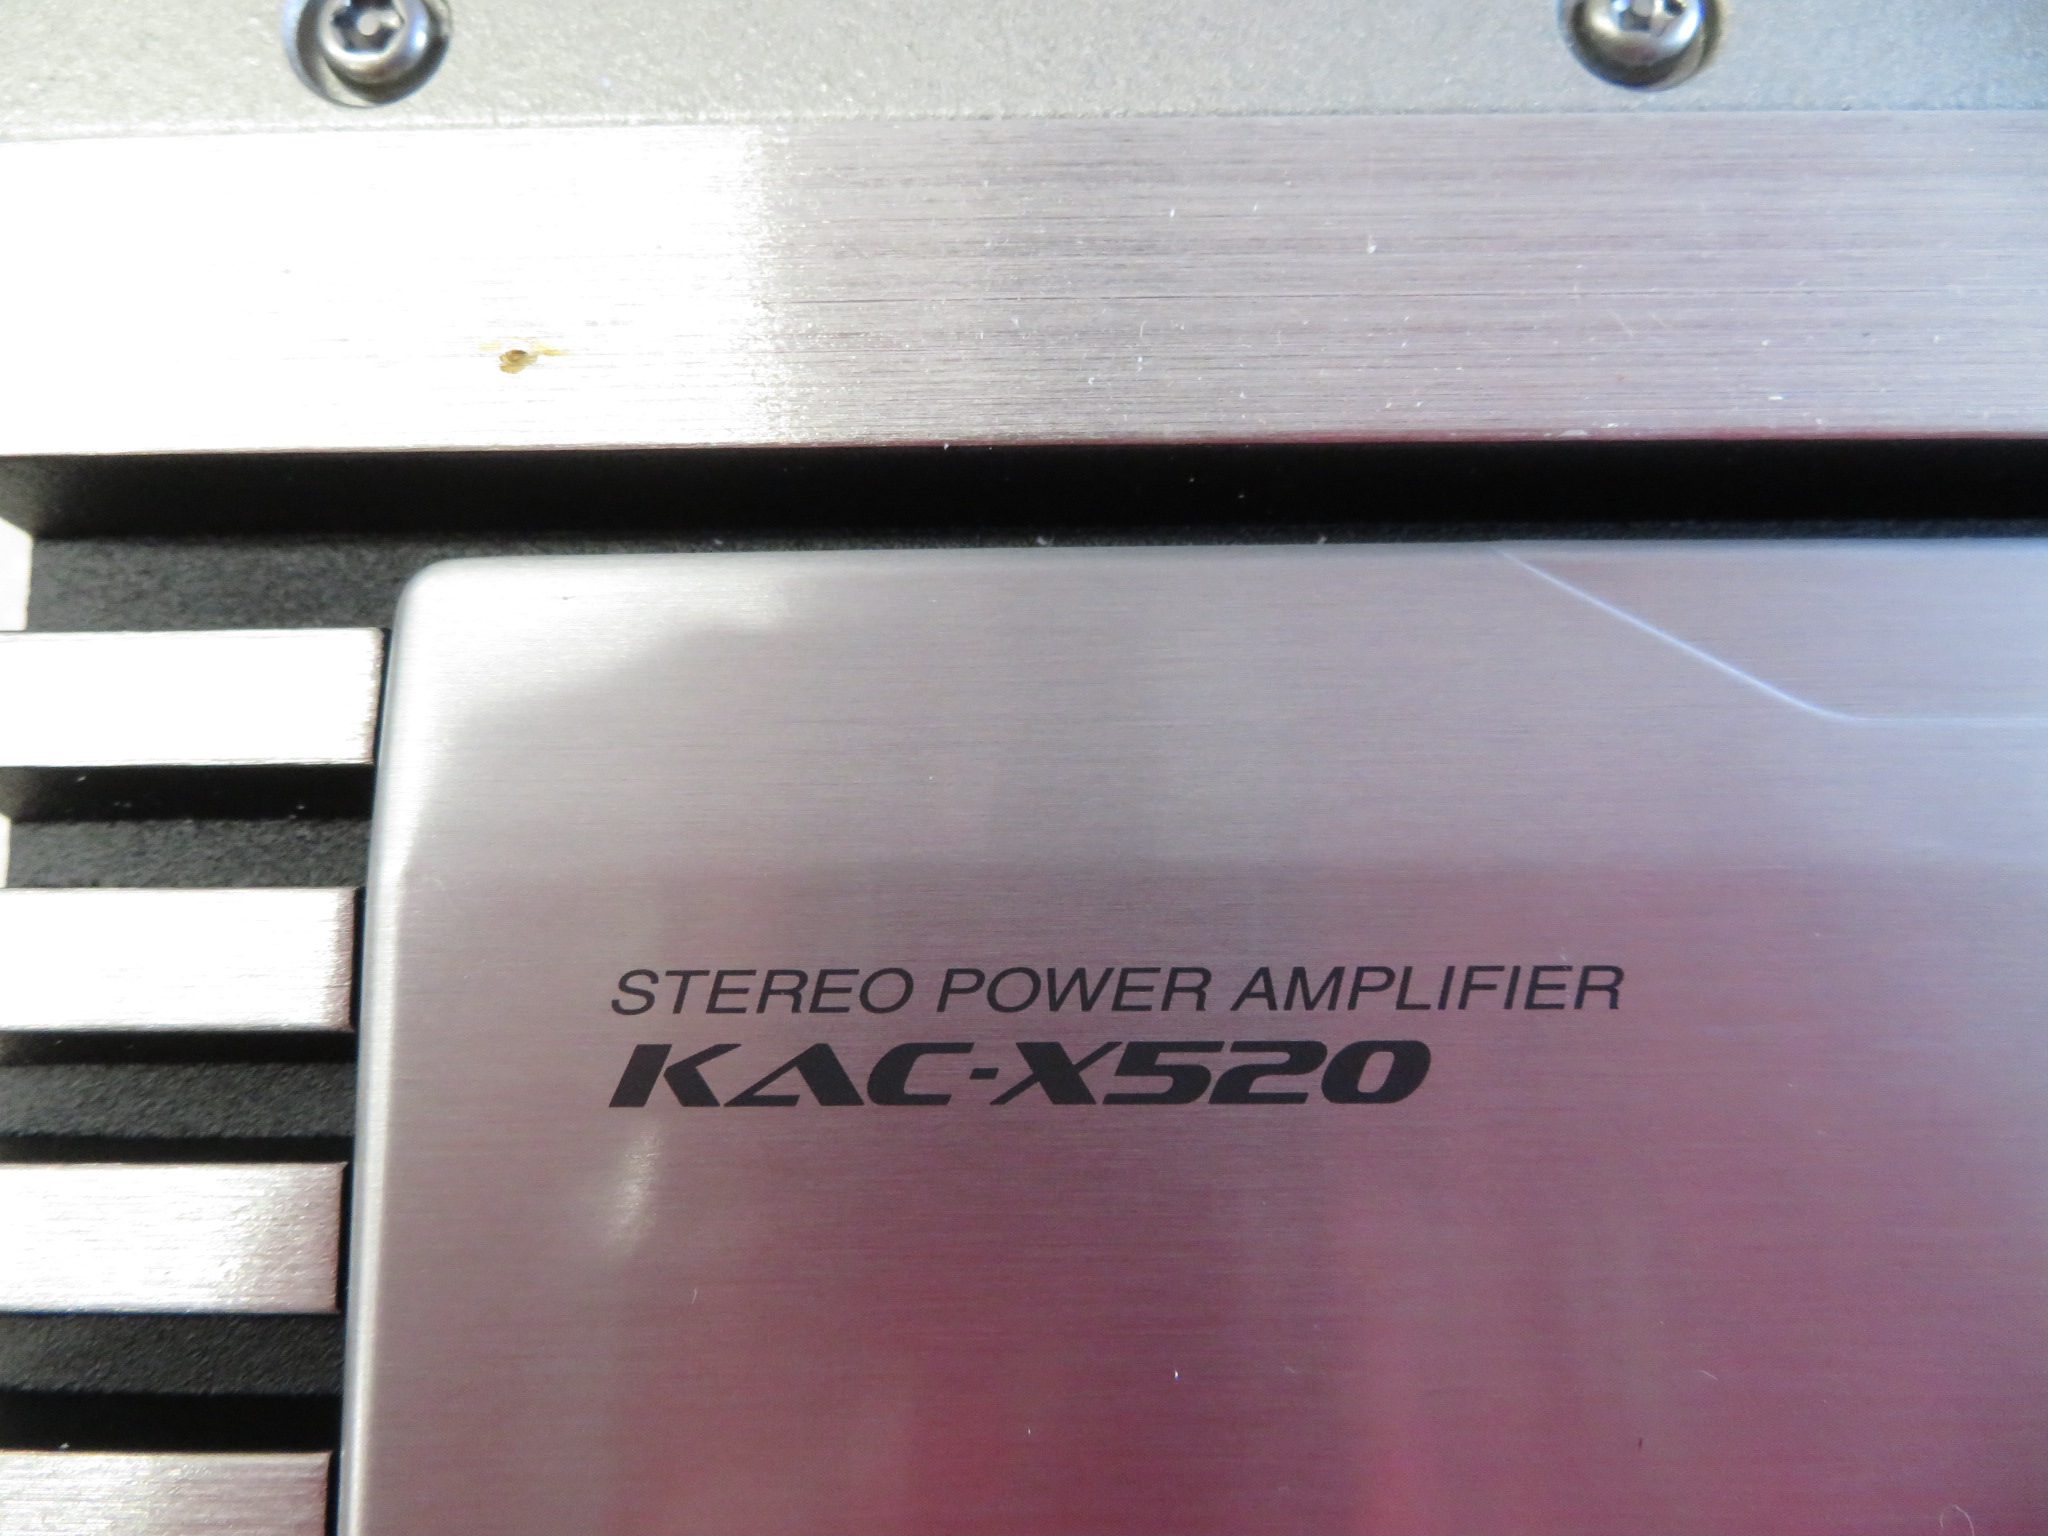 STEREO POWER AMPLIFIER
KAC-X520